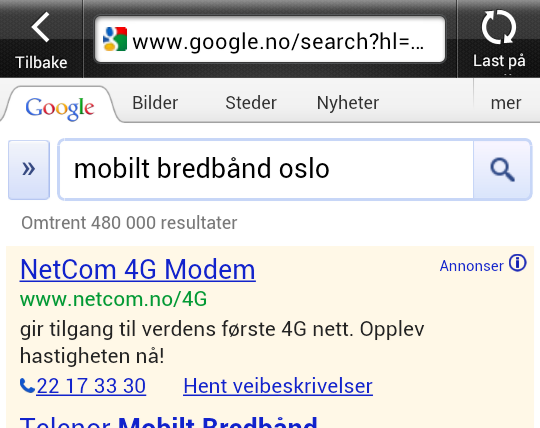 Tilbake
www.google.no/search?hl=...
Last på
Google
Bilder
Steder
Nyheter
mer
»
mobilt bredbånd oslo
Omtrent 480 000 resultater
NetCom 4G Modem
Annonser
www.netcom.no/4G
gir tilgang til verdens første 4G nett. Opplev
hastigheten nå!
22 17 33 30
Hent veibeskrivelser
Telenor Mobilt Bredbånd